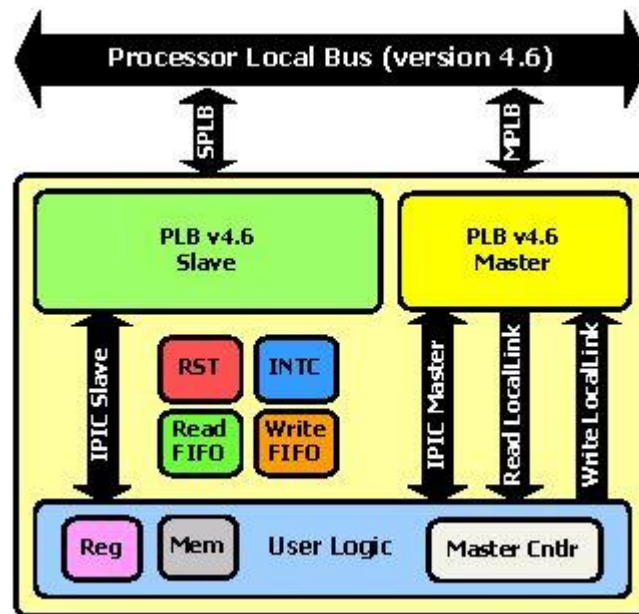 Processor Local Bus (version 4.6)
SPLB
MPLB
PLB v4.6
Slave
PLB v4.6
Master
IPIC Slave
RST
INTC
Read
FIFO
Write
FIFO
IPIC Master
Read LocalLink
Write LocalLink
Reg
Mem
User Logic
Master Cntlr